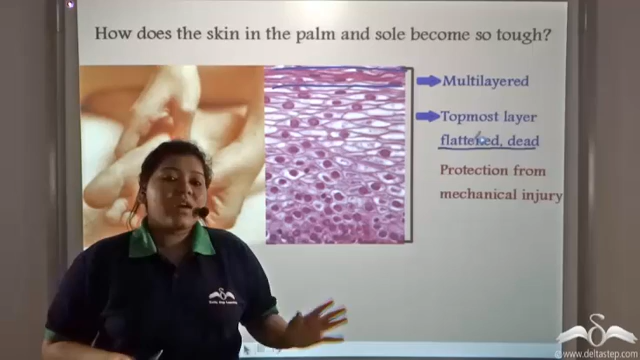 How does the skin in the palm and sole become so tough?
Multilayered
Topmost layer
flattened, dead
Protection from
mechanical injury
www.deltastep.com